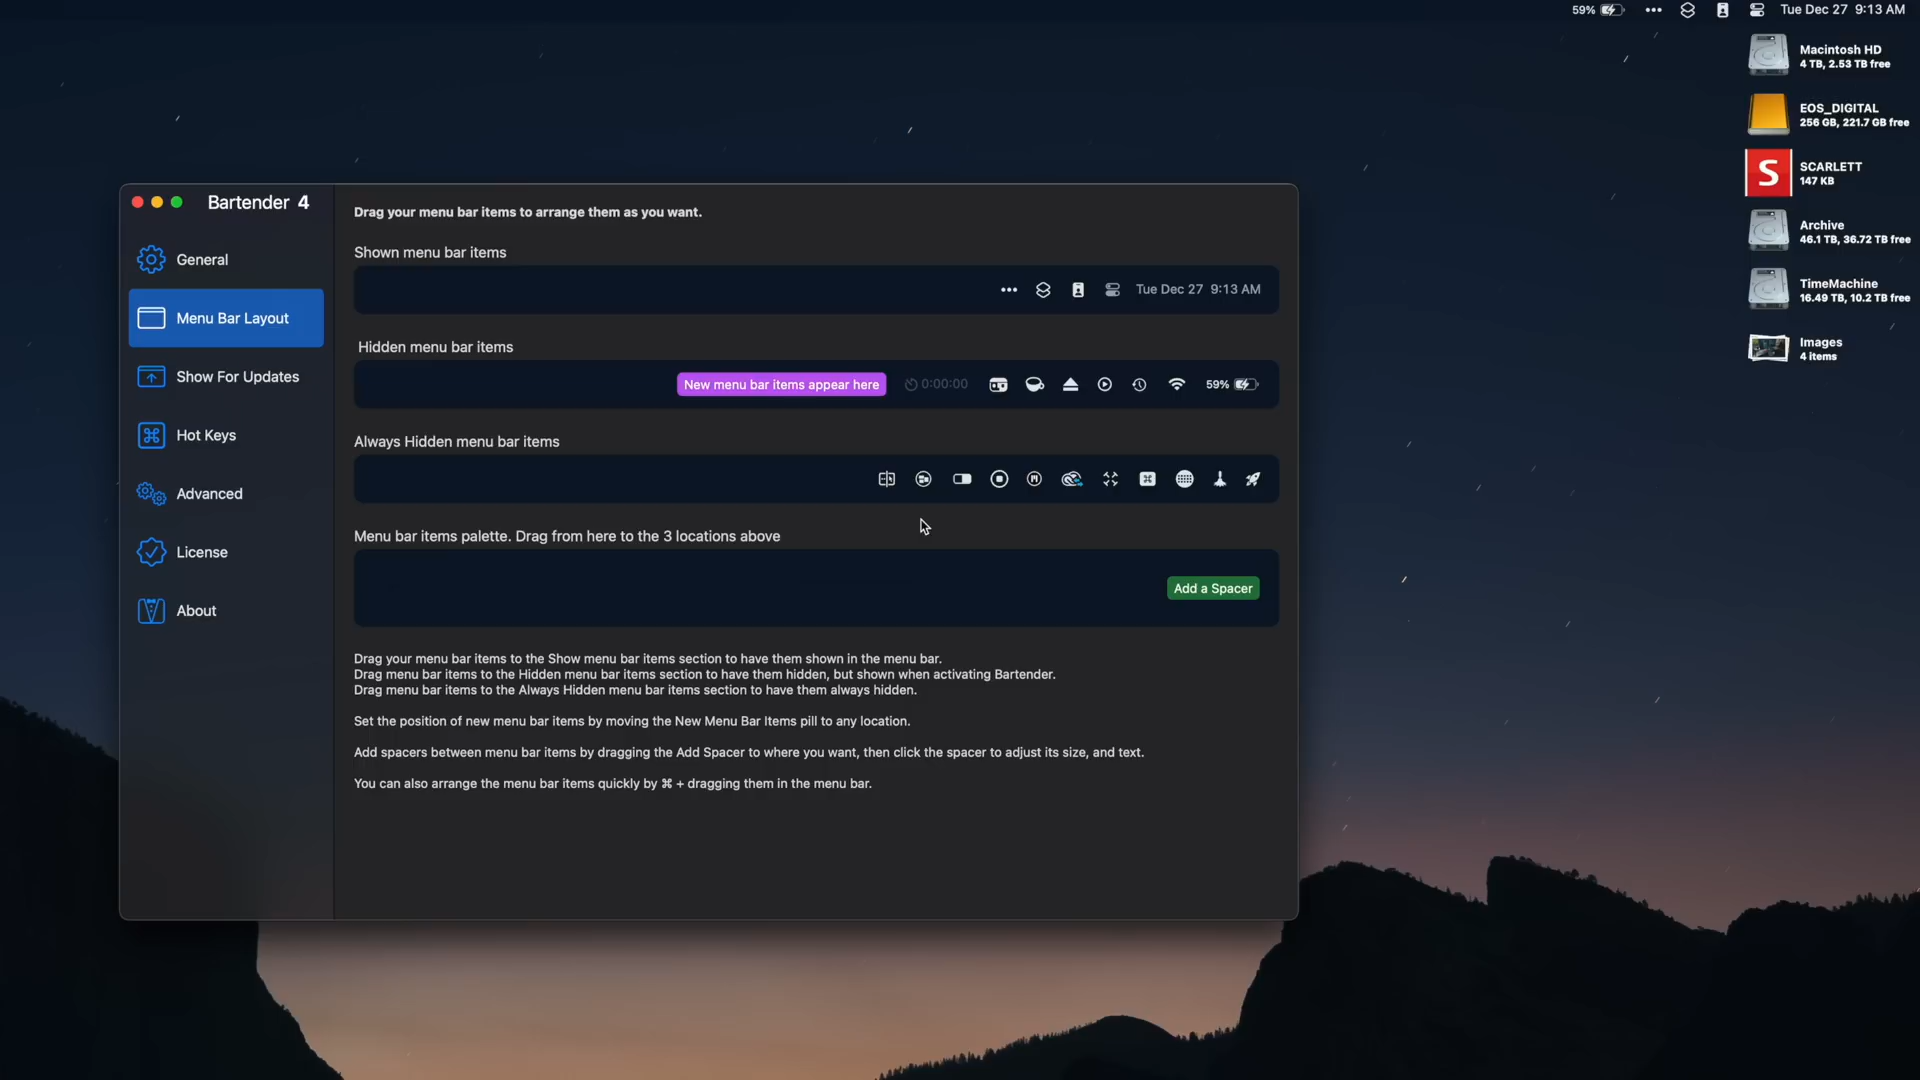 59% Tue Dec 27 9:13 AM
Macintosh HD
4 TB, 2.53 TB free
EOS_DIGITAL
256 GB, 221.7 GB free
S
SCARLETT
147 KB
Archive
46.1 TB, 36.72 TB free
TimeMachine
16.49 TB, 10.2 TB free
Images
4 items
Bartender 4
General
Menu Bar Layout
Show For Updates
Hot Keys
Advanced
License
About
Drag your menu bar items to arrange them as you want.
Shown menu bar items
Tue Dec 27 9:13 AM
Hidden menu bar items
New menu bar items appear here 0:00:00 59%
Always Hidden menu bar items
Menu bar items palette. Drag from here to the 3 locations above
Add a Spacer
Drag your menu bar items to the Show menu bar items section to have them shown in the menu bar.
Drag menu bar items to the Hidden menu bar items section to have them hidden, but shown when activating Bartender.
Drag menu bar items to the Always Hidden menu bar items section to have them always hidden.
Set the position of new menu bar items by moving the New Menu Bar Items pill to any location.
Add spacers between menu bar items by dragging the Add Spacer to where you want, then click the spacer to adjust its size, and text.
You can also arrange the menu bar items quickly by ⌘ + dragging them in the menu bar.